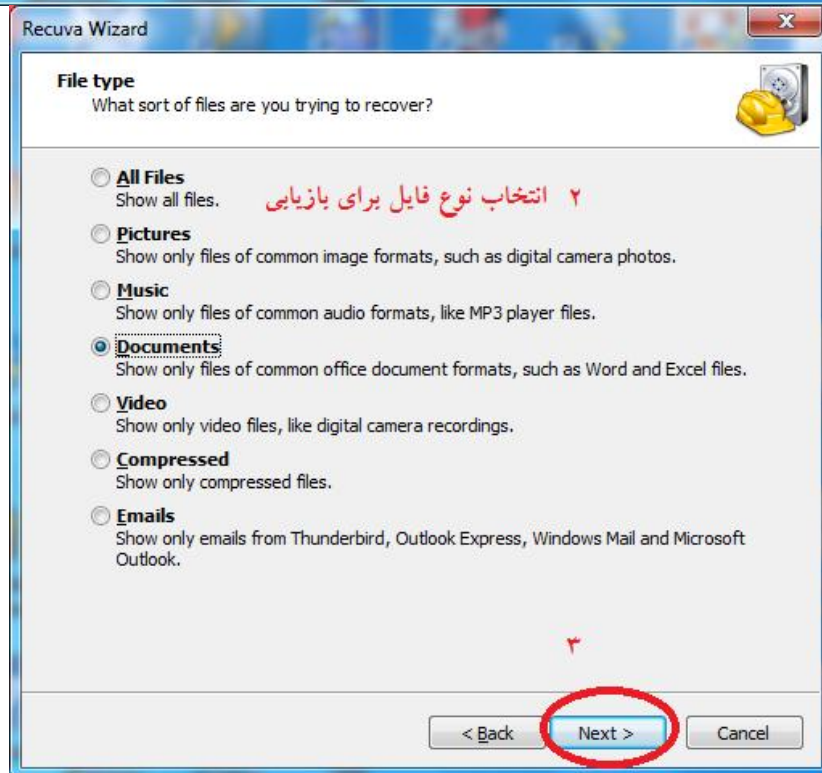 Recuva Wizard
File type
What sort of files are you trying to recover?
All Files
Show all files.
۲ انتخاب نوع فایل برای بازیابی
Pictures
Show only files of common image formats, such as digital camera photos.
Music
Show only files of common audio formats, like MP3 player files.
Documents
Show only files of common office document formats, such as Word and Excel files.
Video
Show only video files, like digital camera recordings.
Compressed
Show only compressed files.
Emails
Show only emails from Thunderbird, Outlook Express, Windows Mail and Microsoft
Outlook.
۳
< Back
Next >
Cancel